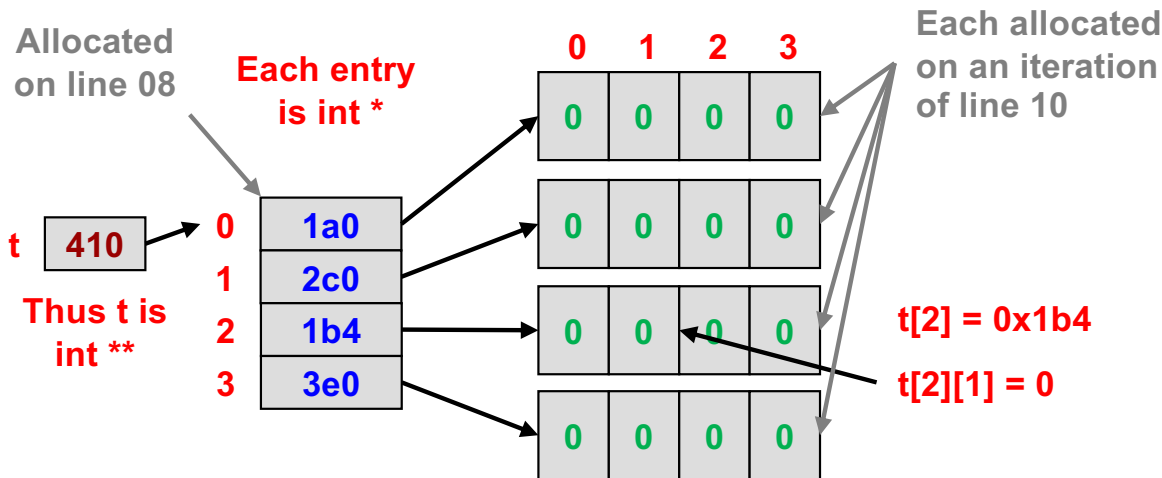 Allocated
on line 08
Each entry
is int *
0 1 2 3
Each allocated
on an iteration
of line 10
0 0 0 0
t 410
0 1a0
1 2c0
2 1b4
3 3e0
0 0 0 0
Thus t is
int **
0 0 0 0
t[2] = 0x1b4
t[2][1] = 0
0 0 0 0